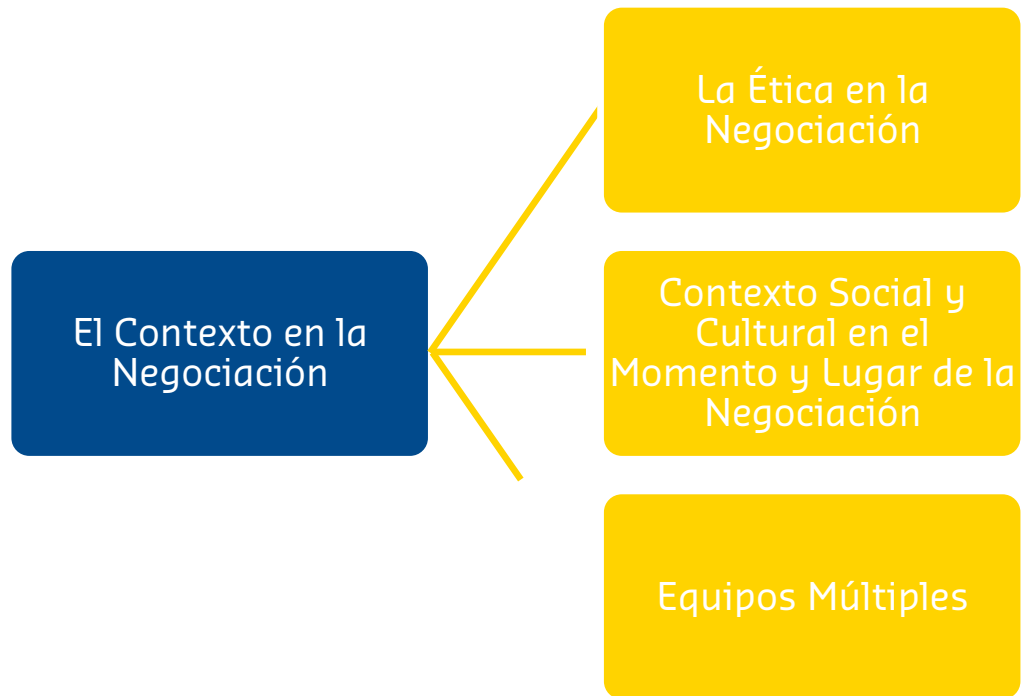 La Ética en la
Negociación
El Contexto en la
Negociación
Contexto Social y
Cultural en el
Momento y Lugar de la
Negociación
Equipos Múltiples